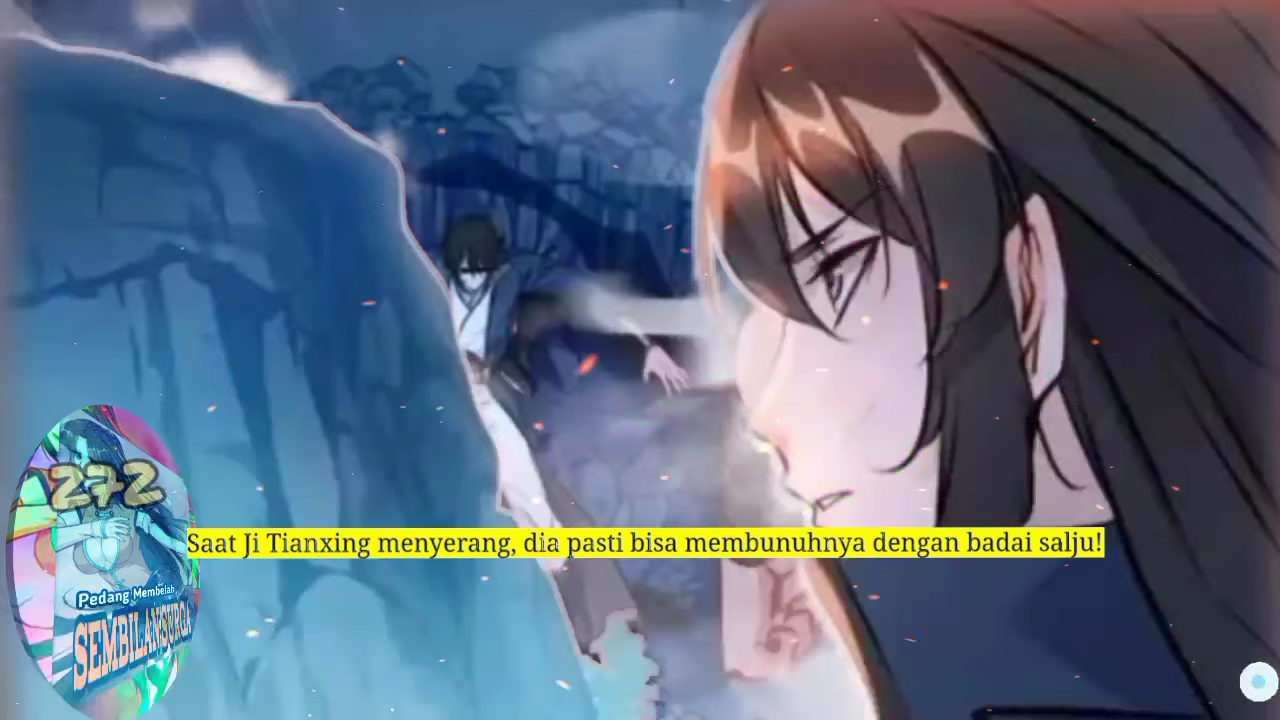 272
Pedang Membelah
SEMBILANSURGA
Saat Ji Tianxing menyerang, dia pasti bisa membunuhnya dengan badai salju!